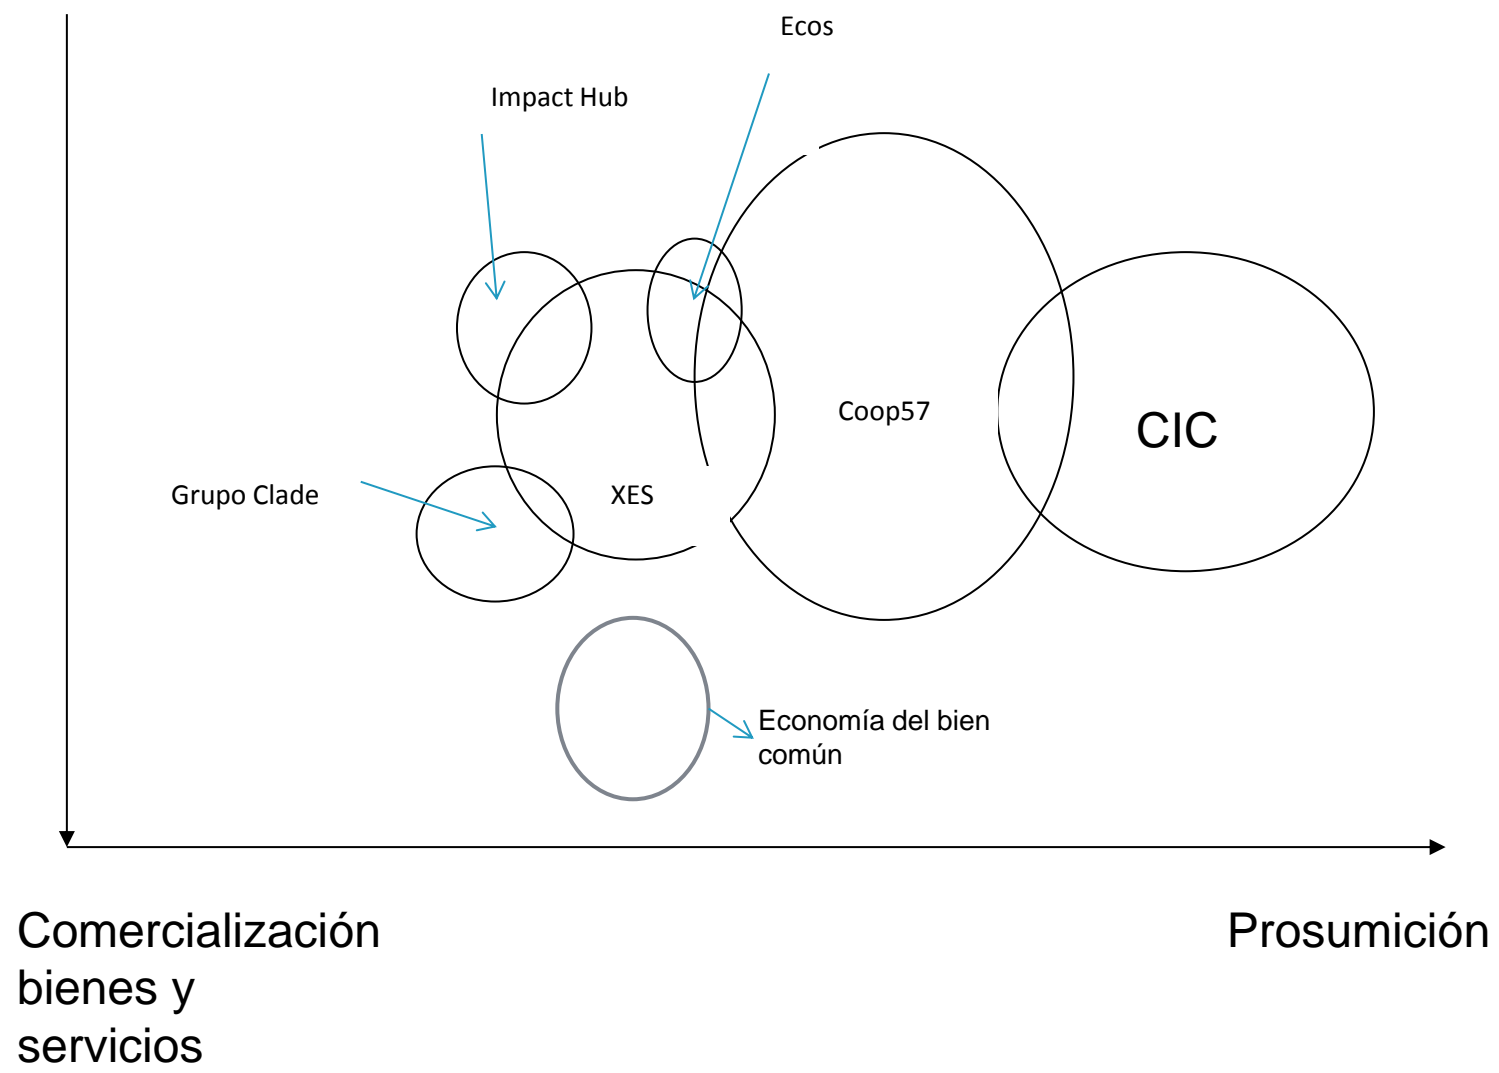 Ecos
Impact Hub
Coop57
CIC
Grupo Clade
XES
Economía del bien
común
Comercialización
bienes y
servicios
Prosumición